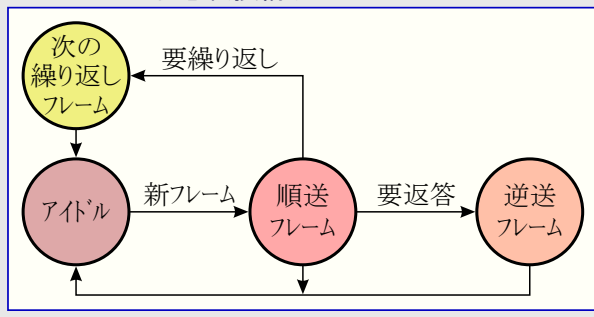 次の
繰り返し
フレーム
要繰り返し
アイドル
新フレーム
順送
フレーム
要返答
逆送
フレーム